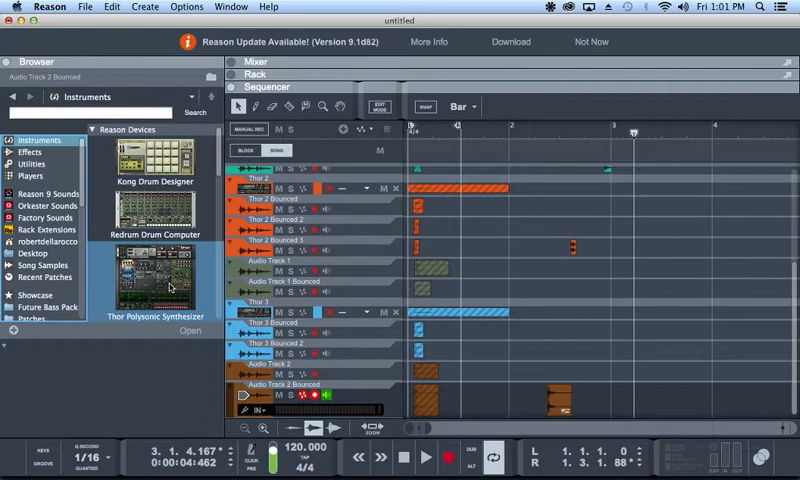 Reason File Edit Create Options Window Help Fri 1:01 PM
untitled
Reason Update Available! (Version 9.1d82) More Info Download Not Now
Browser
Mixer
Audio Track 2 Bounced
Rack
Sequencer
Instruments
EDIT MODE
SNAP
Bar
Search
MANUAL REC M S
4/4
2
3
4
Instruments
Effects
Utilities
Players
Reason 9 Sounds
Orkester Sounds
Factory Sounds
Rack Extensions
robertdellarocco
Desktop
Song Samples
Recent Patches
Showcase
Future Bass Pack
Patches
Reason Devices
Kong Drum Designer
Redrum Drum Computer
Thor Polysonic Synthesizer
Open
BLOCK SONG M
M S
Thor 2
M S
Thor 2 Bounced
M S
Thor 2 Bounced 2
M S
Thor 2 Bounced 3
M S
Audio Track 1
M S
Audio Track 1 Bounced
M S
Thor 3
M S
Thor 3 Bounced
M S
Thor 3 Bounced 2
M S
Audio Track 2
M S
Audio Track 2 Bounced
M S
IN
ZOOM
KEYS
GROOVE
Q RECORD
1/16
QUANTIZE
3. 1. 4.167
0:00:04:462
CLICK
PRE
120.000
TAP
4/4
DUB
ALT
L 1. 1. 1. 0
R 1. 3. 1. 88
DSP IN OUT